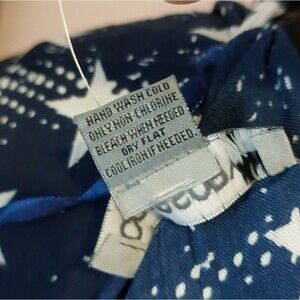 HAND WASH COLD
ONLY NON-CHLORINE
BLEACH WHEN NEEDED
DRY FLAT
COOL IRON IF NEEDED.